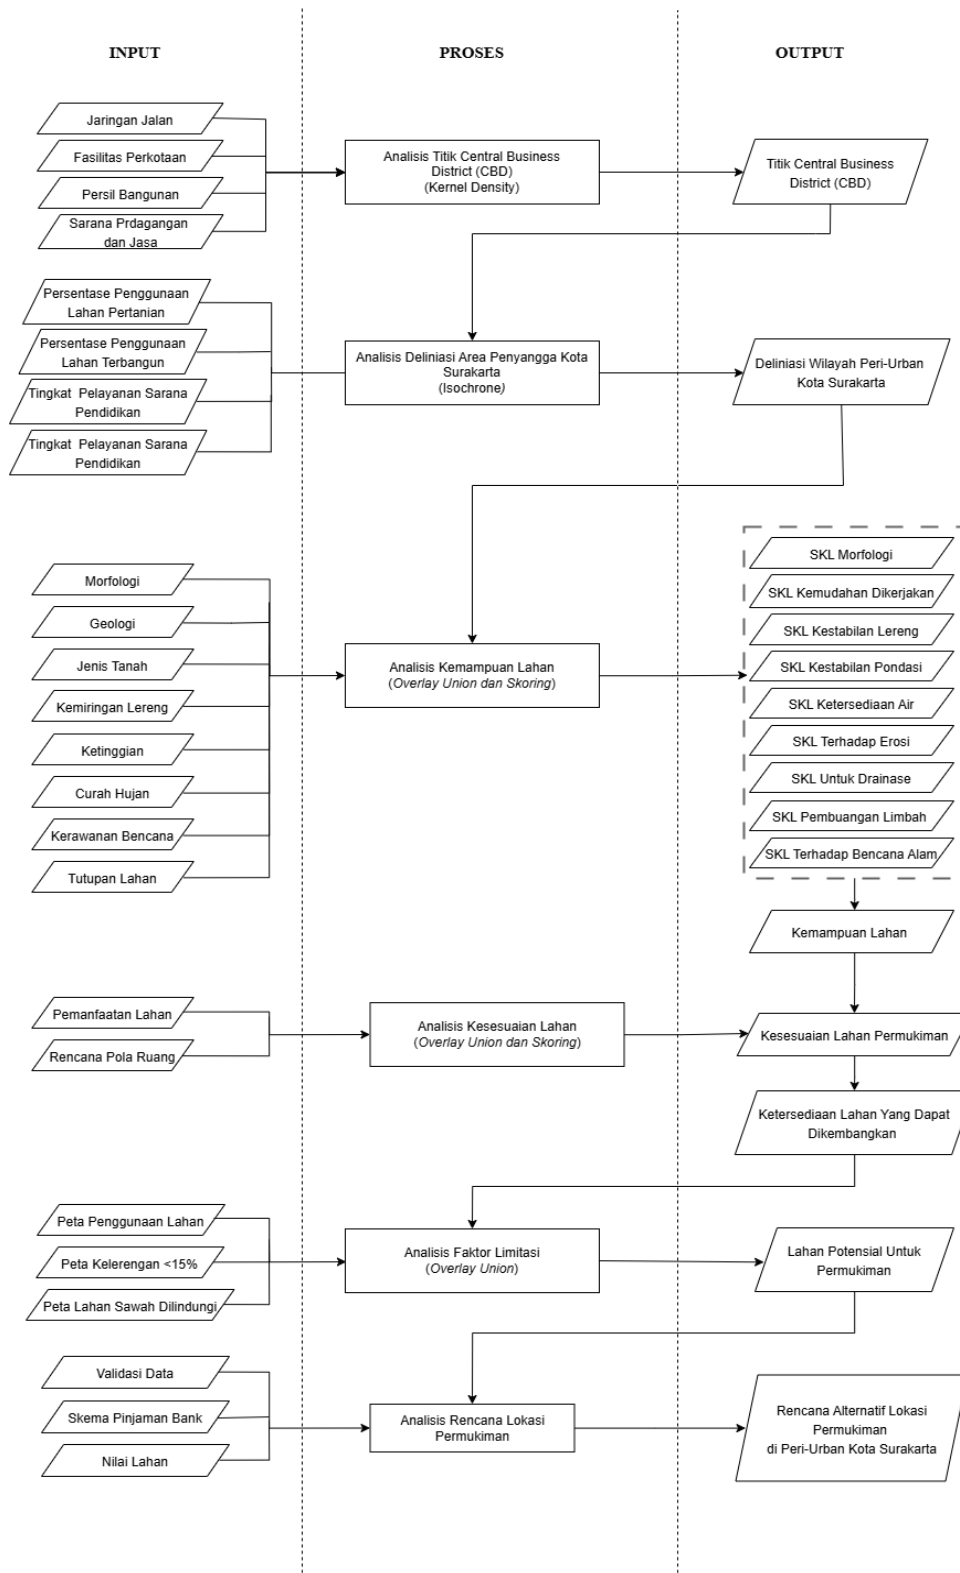 INPUT
PROSES
OUTPUT
Jaringan Jalan
Fasilitas Perkotaan
Persil Bangunan
Sarana Prdagangan
dan Jasa
Analisis Titik Central Business
District (CBD)
(Kernel Density)
Titik Central Business
District (CBD)
Persentase Penggunaan
Lahan Pertanian
Persentase Penggunaan
Lahan Terbangun
Tingkat Pelayanan Sarana
Pendidikan
Tingkat Pelayanan Sarana
Pendidikan
Analisis Deliniasi Area Penyangga Kota
Surakarta
(Isochrone)
Deliniasi Wilayah Peri-Urban
Kota Surakarta
Morfologi
Geologi
Jenis Tanah
Kemiringan Lereng
Ketinggian
Curah Hujan
Kerawanan Bencana
Tutupan Lahan
Analisis Kemampuan Lahan
(Overlay Union dan Skoring)
SKL Morfologi
SKL Kemudahan Dikerjakan
SKL Kestabilan Lereng
SKL Kestabilan Pondasi
SKL Ketersediaan Air
SKL Terhadap Erosi
SKL Untuk Drainase
SKL Pembuangan Limbah
SKL Terhadap Bencana Alam
Kemampuan Lahan
Pemanfaatan Lahan
Rencana Pola Ruang
Analisis Kesesuaian Lahan
(Overlay Union dan Skoring)
Kesesuaian Lahan Permukiman
Ketersediaan Lahan Yang Dapat
Dikembangkan
Peta Penggunaan Lahan
Peta Kelerengan <15%
Peta Lahan Sawah Dilindungi
Analisis Faktor Limitasi
(Overlay Union)
Lahan Potensial Untuk
Permukiman
Validasi Data
Skema Pinjaman Bank
Nilai Lahan
Analisis Rencana Lokasi
Permukiman
Rencana Alternatif Lokasi
Permukiman
di Peri-Urban Kota Surakarta